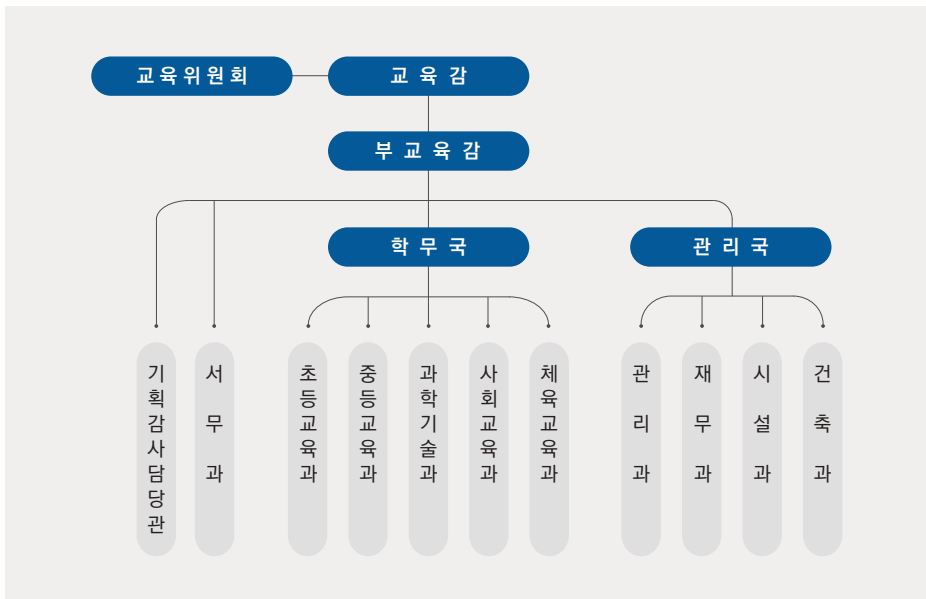 교육위원회
교육감
부교육감
학무국
관리국
기획감사담당관
서무과
초등교육과
중등교육과
과학기술과
사회교육과
체육교육과
관리과
재무과
시설과
건축과